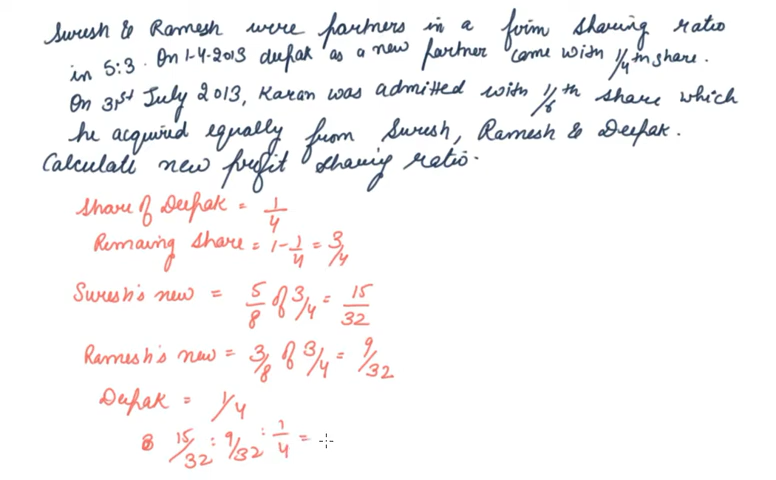 Suresh & Ramesh were partners in a firm sharing ratio
in 5:3. On 1-4-2013 deepak as a new partner came with 1/4th share.
On 31st July 2013, Karan was admitted with 1/6th share which
he acquired equally from Suresh, Ramesh & Deepak.
Calculate new profit sharing ratio.
Share of Deepak = 1/4
Remaing share = 1 - 1/4 = 3/4
Suresh's new = 5/8 of 3/4 = 15/32
Ramesh's new = 3/8 of 3/4 = 9/32
Deepak = 1/4
8 15/32 : 9/32 : 1/4 =